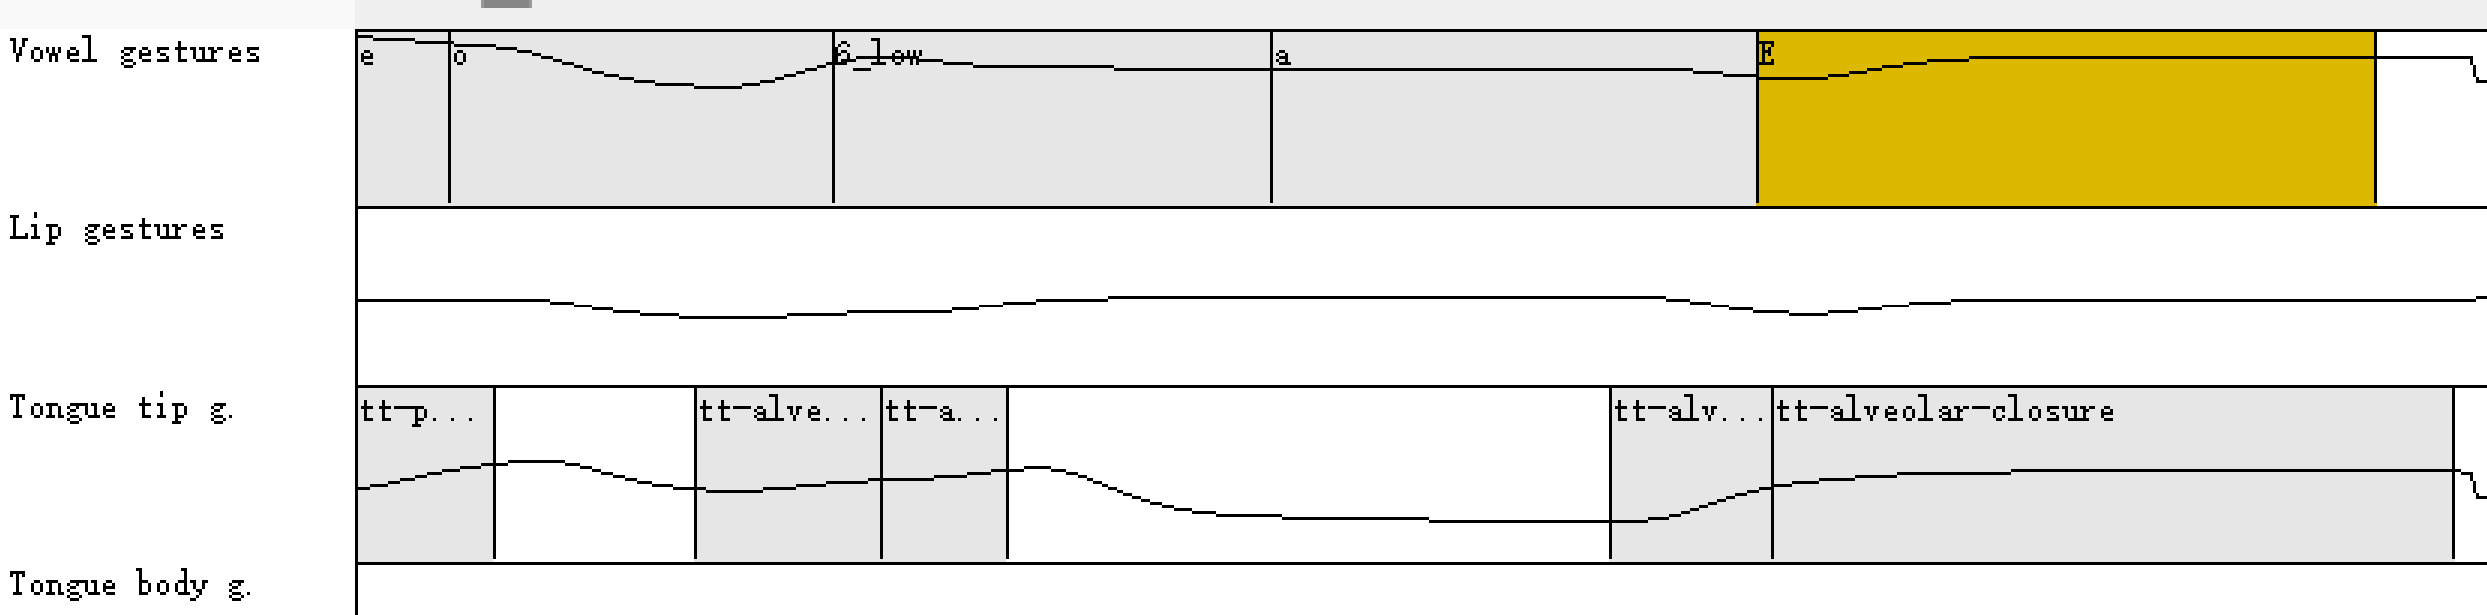 Vowel gestures
e o 6_low a E
Lip gestures
Tongue tip g.
tt-p... tt-alve... tt-a... tt-alv... tt-alveolar-closure
Tongue body g.